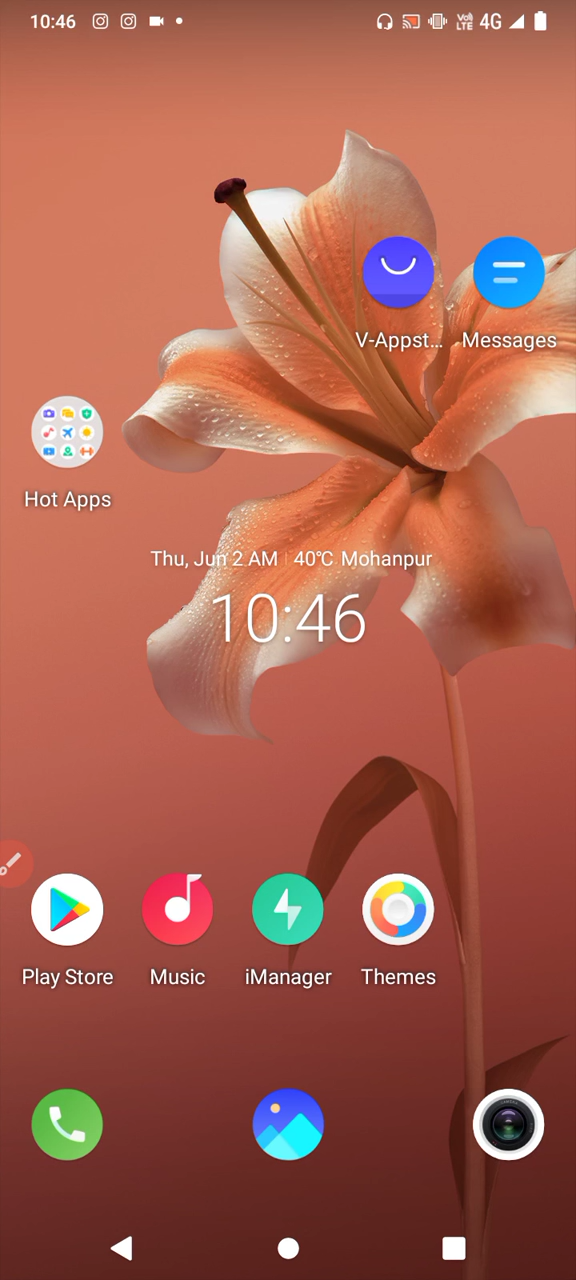 10:46
VoLTE 4G
V-Appst... Messages
Hot Apps
Thu, Jun 2 AM | 40℃ Mohanpur
10:46
Play Store Music iManager Themes